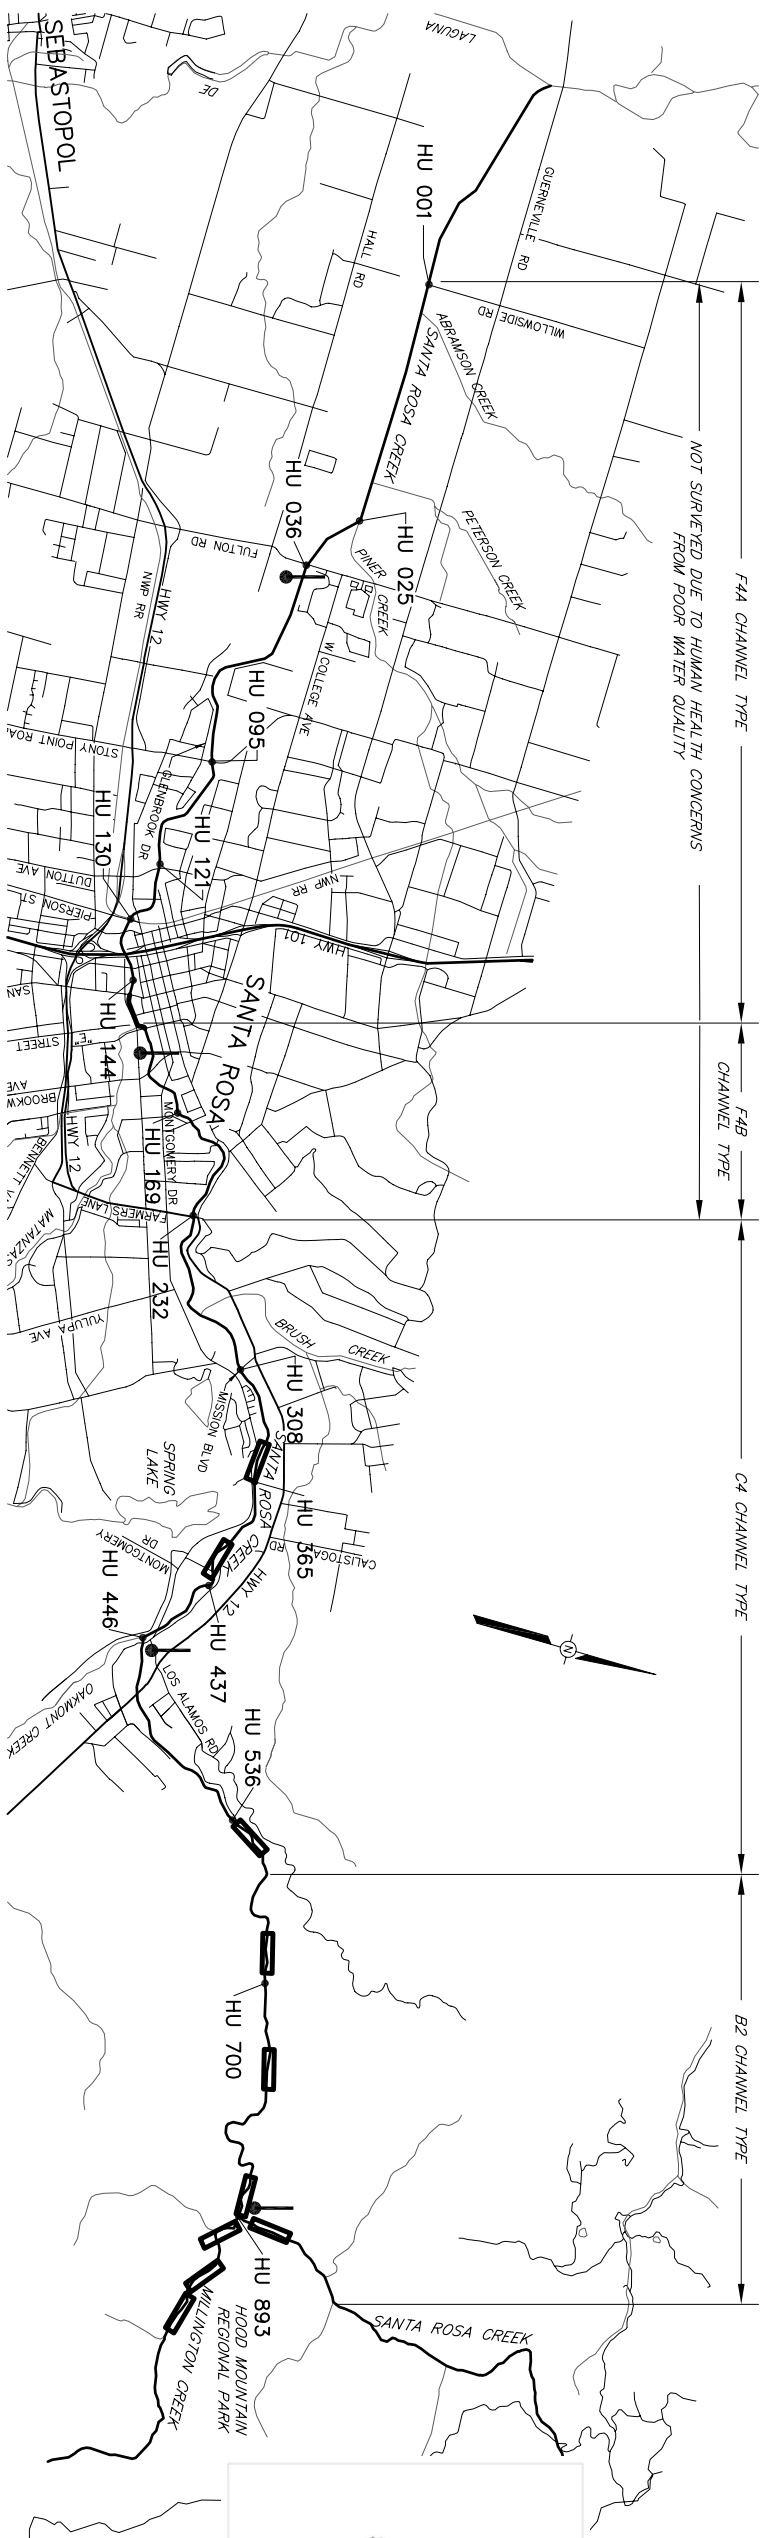 F4A CHANNEL TYPE
F4B
CHANNEL TYPE
C4 CHANNEL TYPE
B2 CHANNEL TYPE
NOT SURVEYED DUE TO HUMAN HEALTH CONCERNS
FROM POOR WATER QUALITY
LAGUNA
DE
SEBASTOPOL
HU 001
GUERNEVILLE RD
HALL RD
WILLOWSIDE RD
ABRAMSON CREEK
SANTA ROSA CREEK
PETERSON CREEK
HU 036
HU 025
PINER CREEK
FULTON RD
HWY 12
NWP RR
W COLLEGE AVE
HU 095
STONY POINT ROA
GLENBROOK DR
HU 130
HU 121
DUTTON AVE
PIERSON ST
NWP RR
HWY 101
SANTA ROSA
SAN
HU 144
"E"
STREET
BROOKW
AVE
HWY 12
BENNETT V
MONTGOMERY DR
HU 169
FARMERS LANE
MATANZAS
HU 232
YULUPA AVE
BRUSH CREEK
HU 308
MISSION BLVD
SANTA ROSA CREEK
SPRING
LAKE
HU 365
CALISTOGA
RD
MONTGOMERY
DR
HWY 12
HU 446
HU 437
LOS ALAMOS RD
OAKMONT CREEK
HU 536
N
HU 700
HU 893
HOOD MOUNTAIN
REGIONAL PARK
MILLINGTON CREEK
SANTA ROSA CREEK